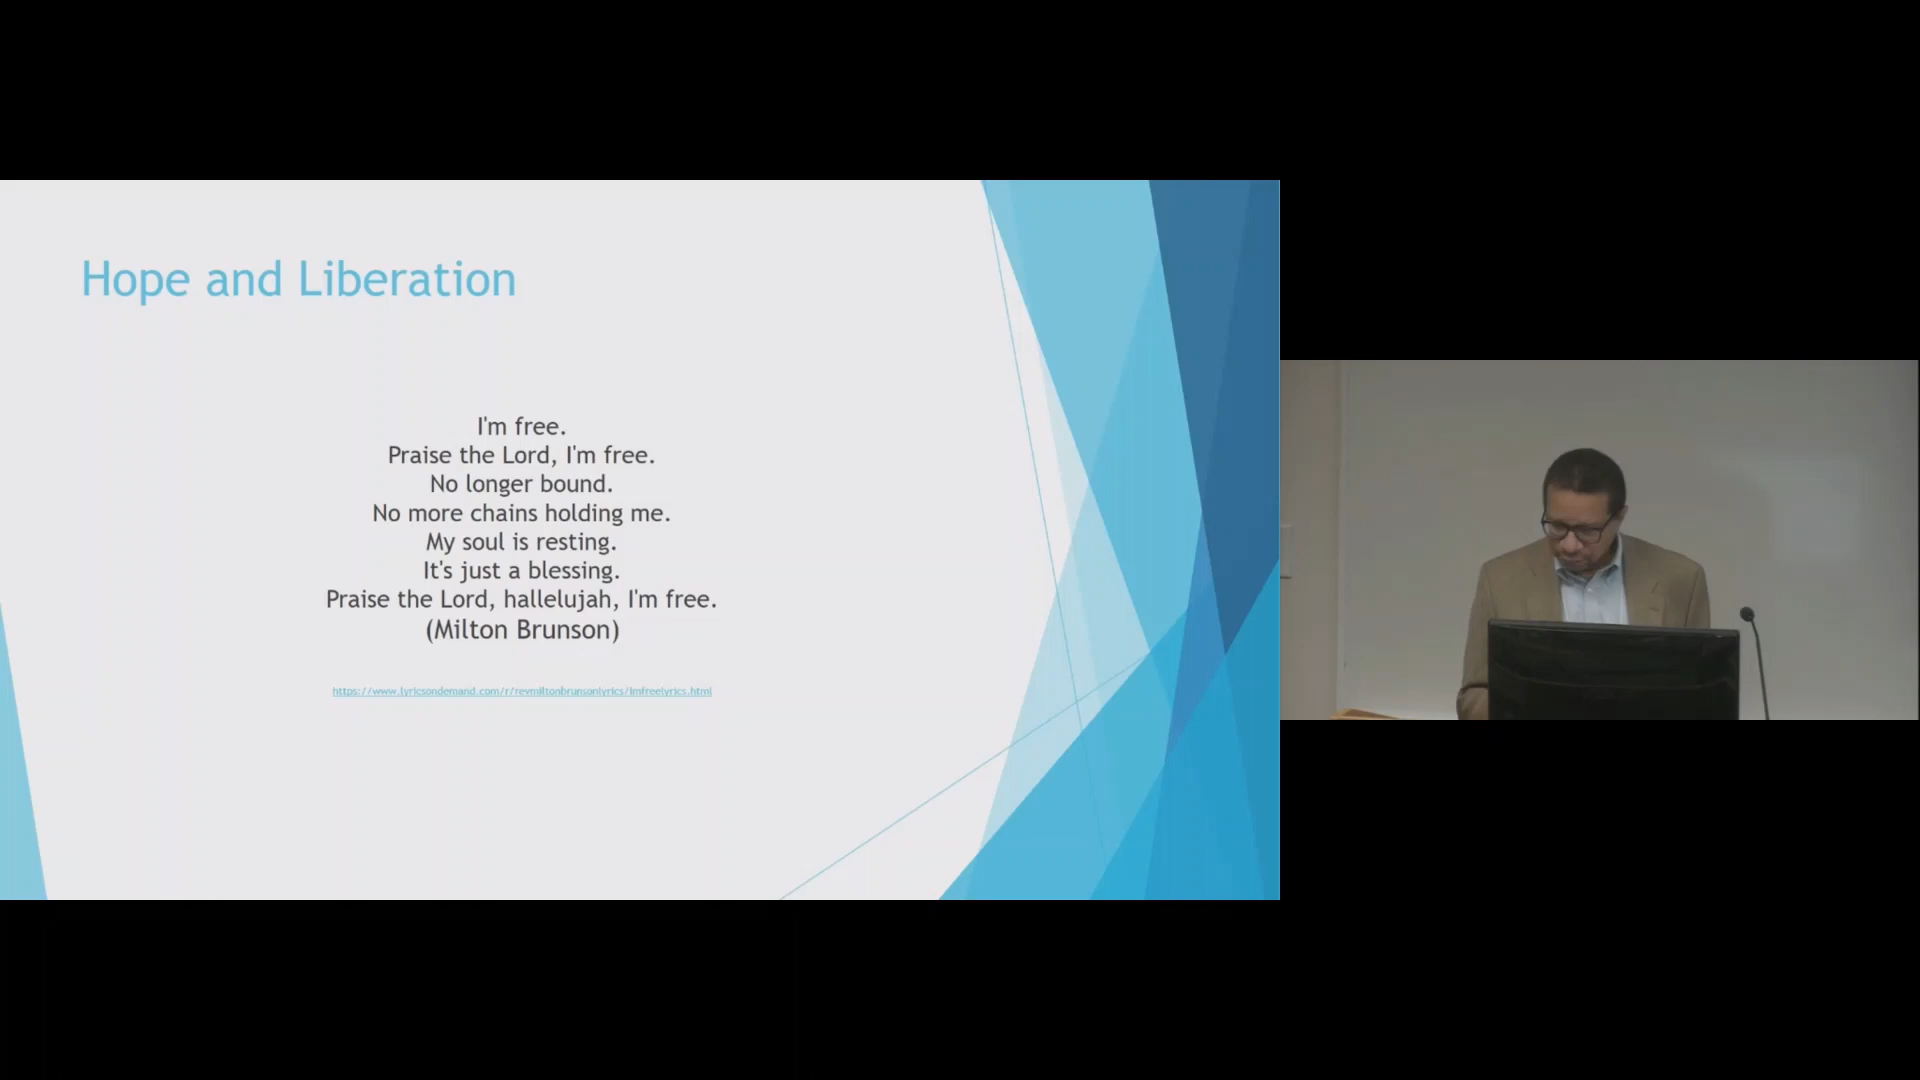 Hope and Liberation
I'm free.
Praise the Lord, I'm free.
No longer bound.
No more chains holding me.
My soul is resting.
It's just a blessing.
Praise the Lord, hallelujah, I'm free.
(Milton Brunson)
https://www.lyricsondemand.com/r/revmiltonbrunsonlyrics/imfreelyrics.html